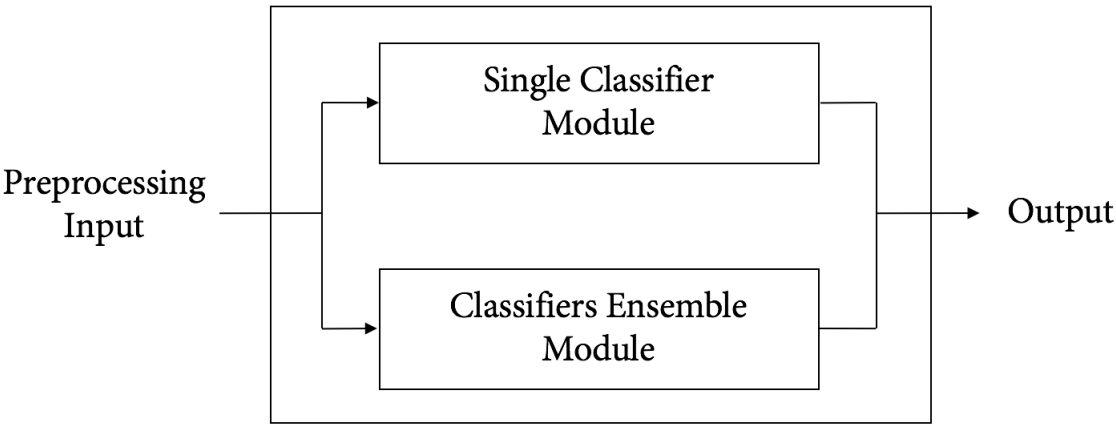 Single Classifier
Module
Preprocessing
Input
Output
Classifiers Ensemble
Module